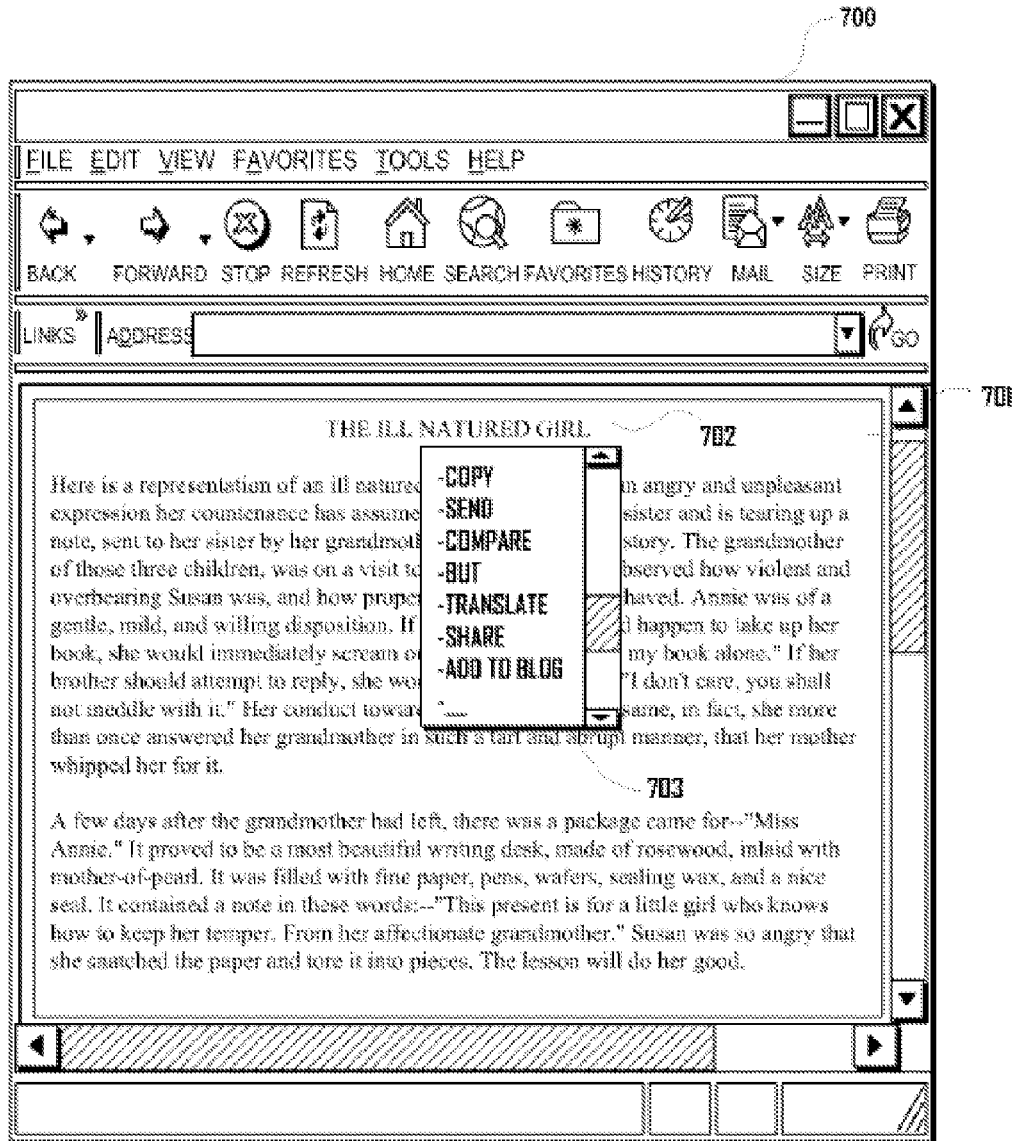 700
FILE EDIT VIEW FAVORITES TOOLS HELP
BACK FORWARD STOP REFRESH HOME SEARCH FAVORITES HISTORY MAIL SIZE PRINT
LINKS » ADDRESS GO
701
THE ILL NATURED GIRL 702
Here is a representation of an ill natured n angry and unpleasant
expression her countenance has assume sister and is tearing up a
note, sent to her sister by her grandmoth story. The grandmother
of those three children, was on a visit to bserved how violent and
overbearing Susan was, and how proper haved. Annie was of a
gentle, mild, and willing disposition. If l happen to take up her
book, she would immediately scream o my book alone." If her
brother should attempt to reply, she wo "I don't care, you shall
not meddle with it." Her conduct towar same, in fact, she more
than once answered her grandmother in such a tart and abrupt manner, that her mother
whipped her for it.
-COPY
-SEND
-COMPARE
-BUT
-TRANSLATE
-SHARE
-ADD TO BLOG
703
A few days after the grandmother had left, there was a package came for--"Miss
Annie." It proved to be a most beautiful writing desk, made of rosewood, inlaid with
mother-of-pearl. It was filled with fine paper, pens, wafers, sealing wax, and a nice
seal. It contained a note in these words:--"This present is for a little girl who knows
how to keep her temper. From her affectionate grandmother." Susan was so angry that
she snatched the paper and tore it into pieces. The lesson will do her good.